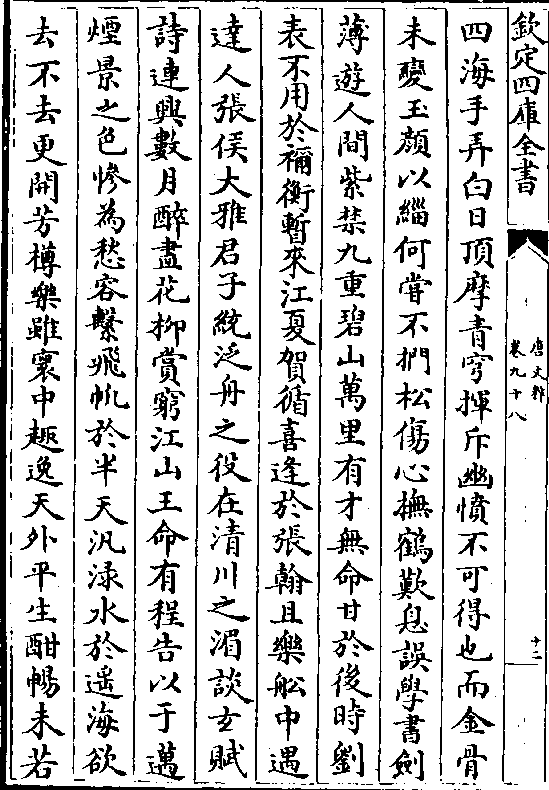 欽定四庫全書
唐文粹
卷九十八
十二
四海手弄白日頂摩青穹揮斥幽憤不可得也而金骨
未變玉顔以緇何嘗不捫松傷心撫鶴歎息誤學書劍
薄遊人間紫禁九重碧山萬里有才無命甘於後時劉
表不用於禰衡暫來江夏賀循喜逢於張翰且樂舩中遇
達人張侯大雅君子統泛舟之役在清川之湄談玄賦
詩連興數月醉盡花栁賞窮江山王命有程告以于邁
煙景之色慘為愁容繫飛帆於半天汎渌水於遥海欲
去不去更開芳樽樂雖寰中趣逸天外平生酣暢未若